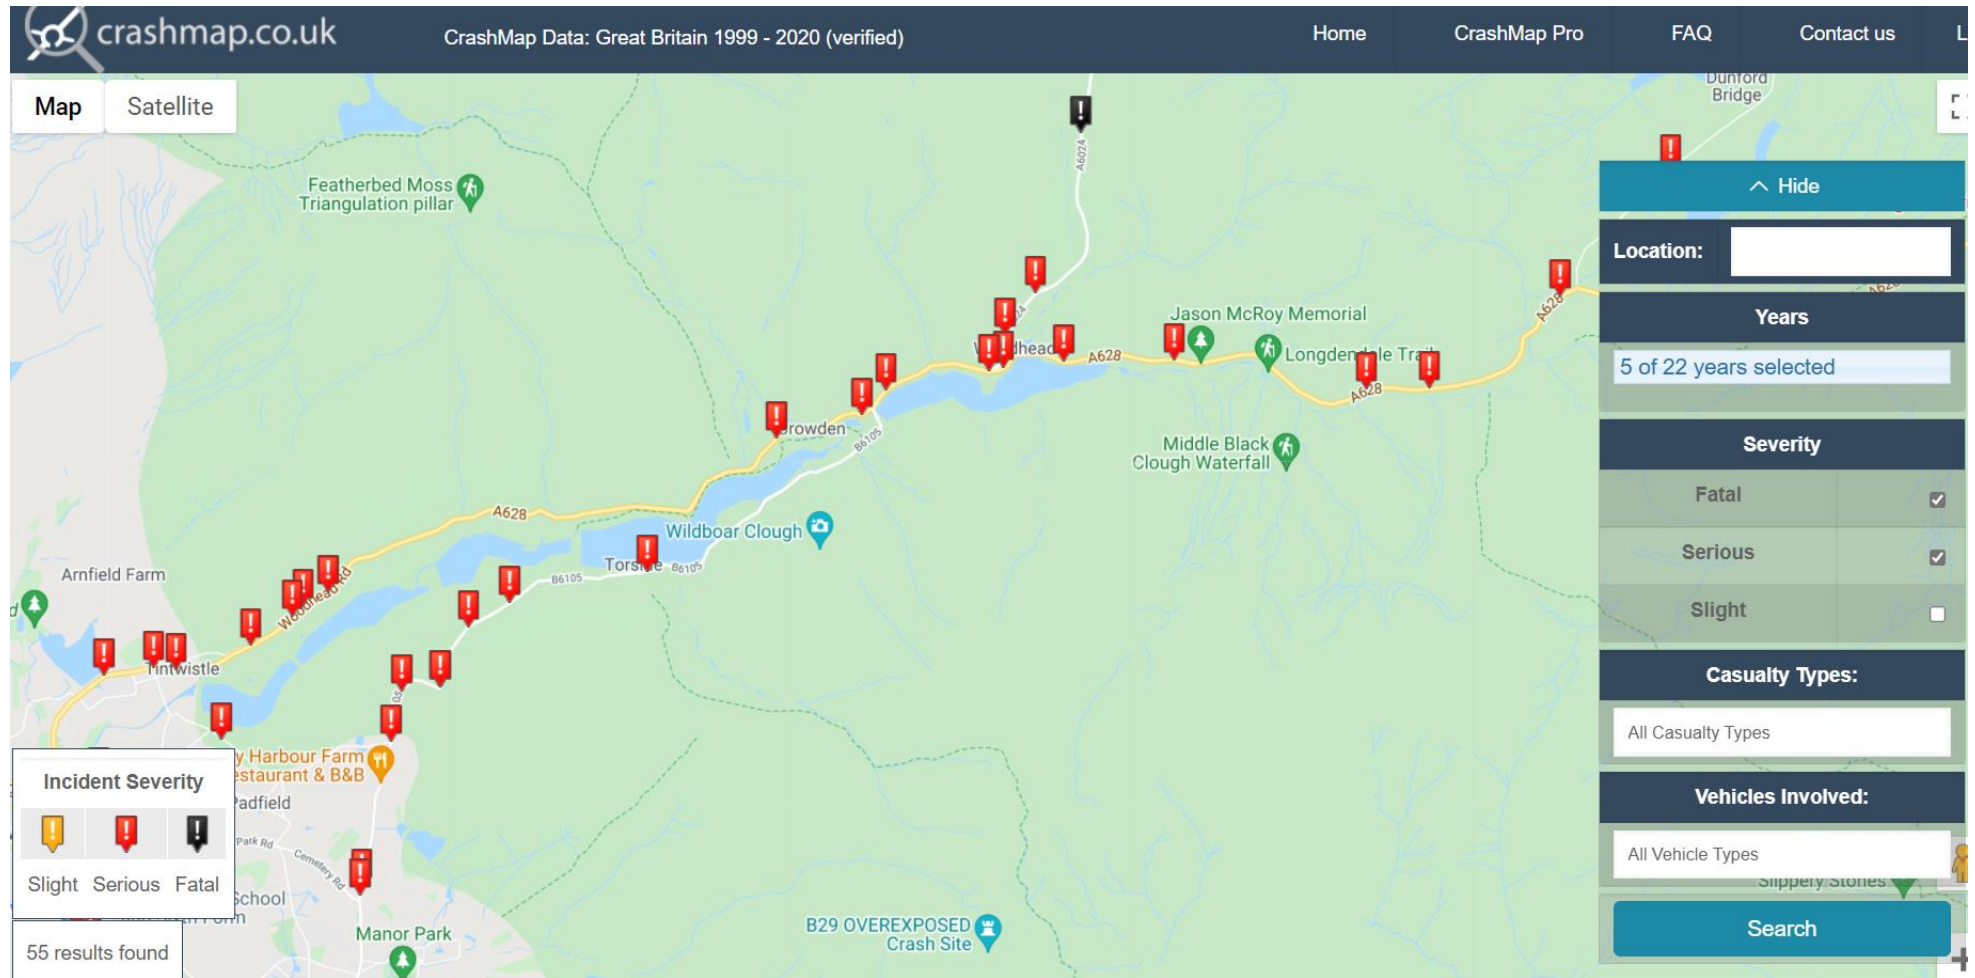 crashmap.co.uk
CrashMap Data: Great Britain 1999 - 2020 (verified)
Home
CrashMap Pro
FAQ
Contact us
L
Map
Satellite
Dunford
Bridge
A6024
Featherbed Moss
Triangulation pillar
Hide
Location:
Years
5 of 22 years selected
Severity
Fatal
Serious
Slight
Casualty Types:
All Casualty Types
Vehicles Involved:
All Vehicle Types
Search
Jason McRoy Memorial
Longdendale Trail
A628
A628
A628
A628
B6105
Middle Black
Clough Waterfall
Wildboar Clough
A628
Arnfield Farm
B6105
B6105
Woodhead Rd
Tintwistle
y Harbour Farm
estaurant & B&B
Padfield
Park Rd
Cemetery Rd
School
Manor Park
B29 OVEREXPOSED
Crash Site
Slippery Stones
Incident Severity
Slight Serious Fatal
55 results found